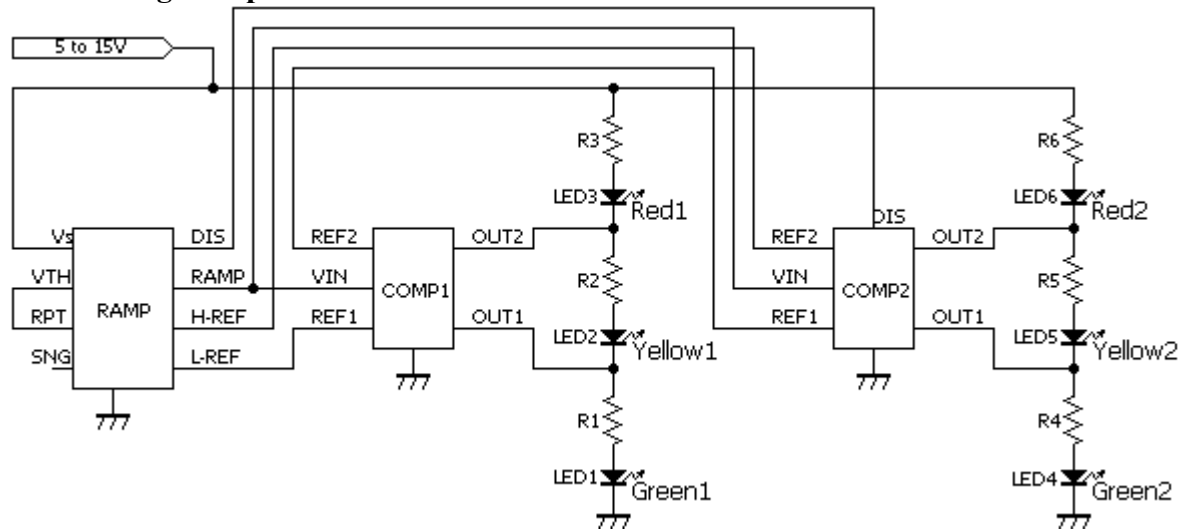 5 to 15V
R3
R6
LED3
Red1
LED6
Red2
DIS
Vs
DIS
REF2
OUT2
REF2
OUT2
VTH
RAMP
VIN
R2
VIN
R5
RAMP
COMP1
COMP2
RPT
H-REF
REF1
OUT1
REF1
OUT1
LED2
Yellow1
LED5
Yellow2
SNG
L-REF
R1
R4
LED1
Green1
LED4
Green2